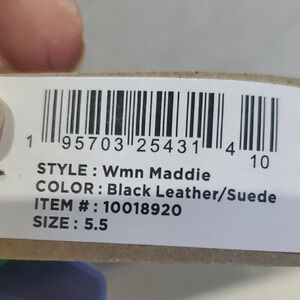 1 95703 25431 4 10
STYLE : Wmn Maddie
COLOR : Black Leather/Suede
ITEM # : 10018920
SIZE : 5.5